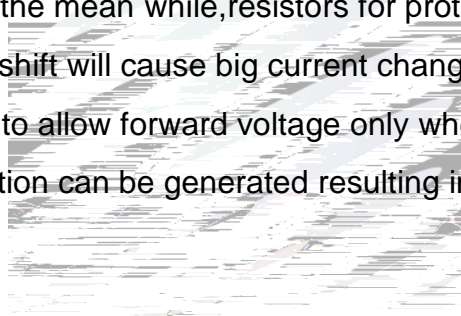 the mean while,resistors for prot
shift will cause big current chang
to allow forward voltage only wh
tion can be generated resulting i